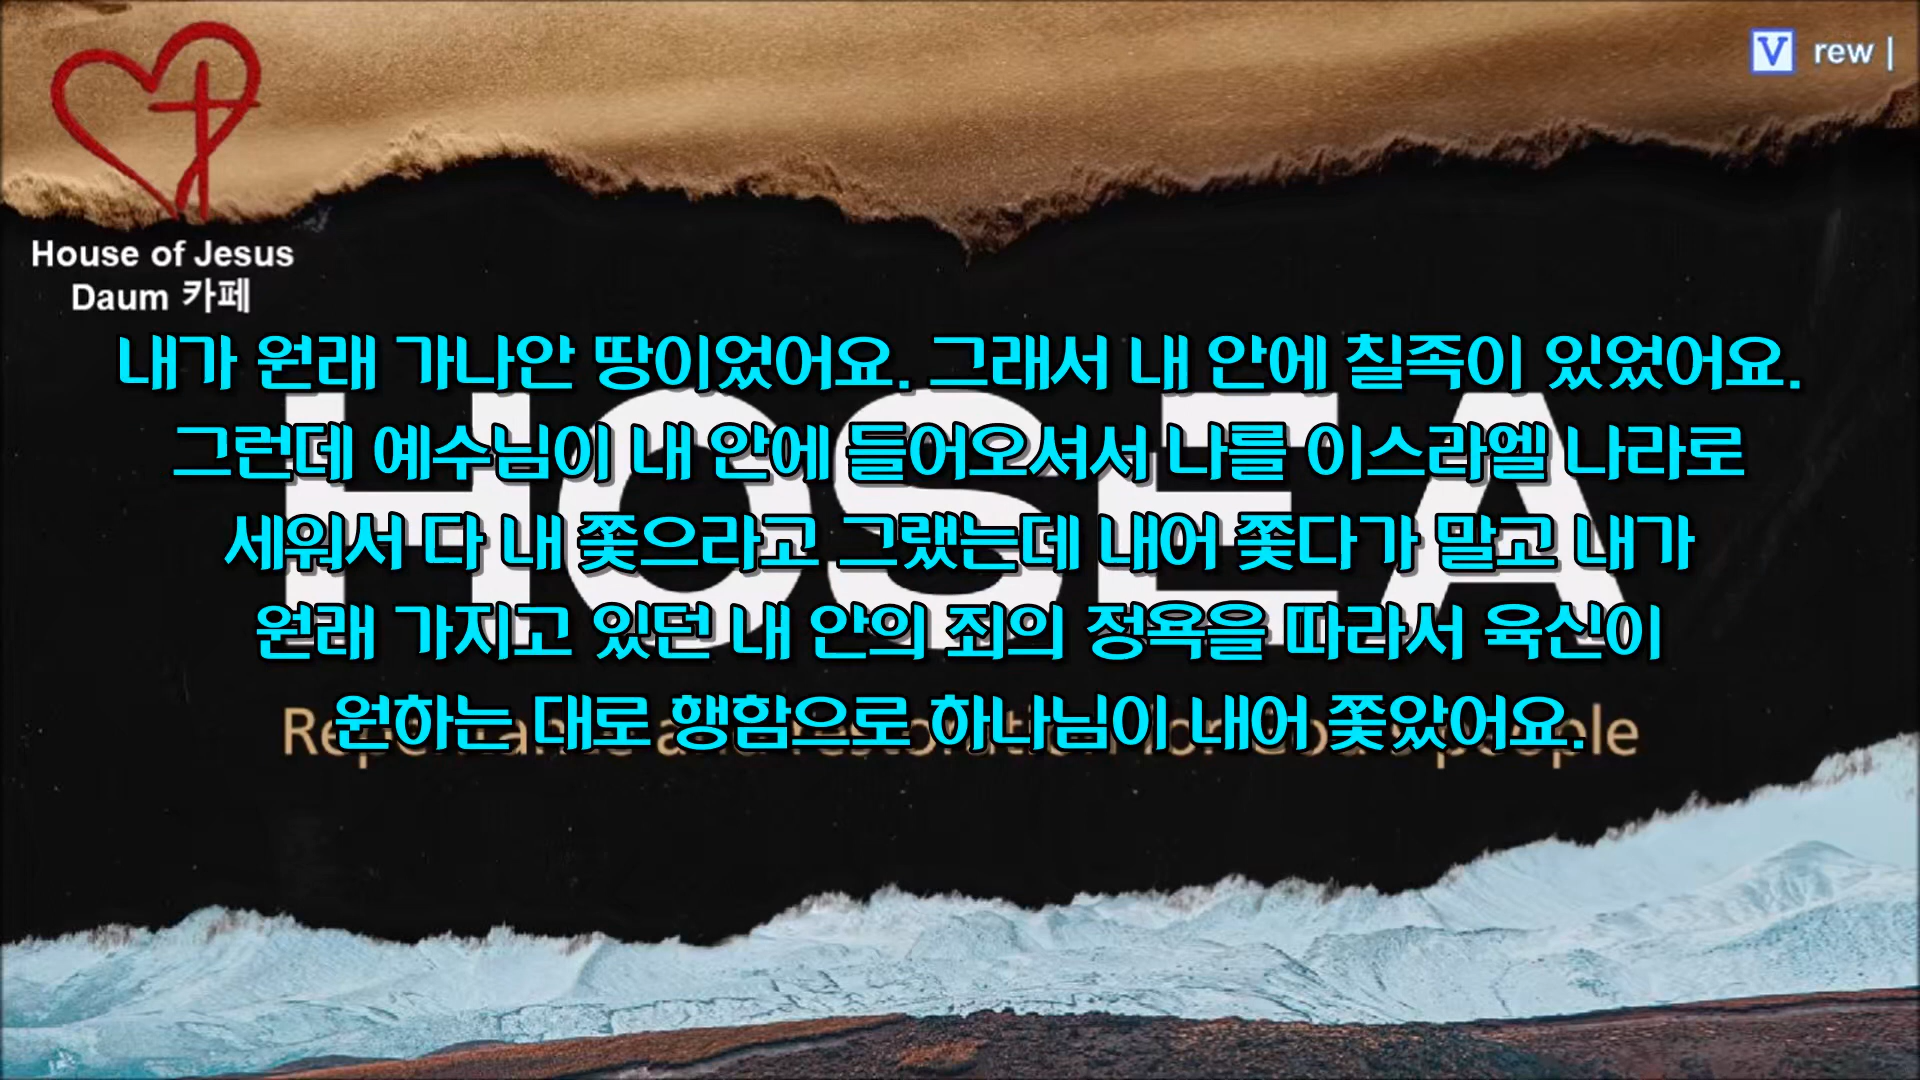 V rew |
House of Jesus
Daum 카페
내가 원래 가나안 땅이었어요. 그래서 내 안에 칠족이 있었어요.
그런데 예수님이 내 안에 들어오셔서 나를 이스라엘 나라로
세워서 다 내 쫓으라고 그랬는데 내어 쫓다가 말고 내가
원래 가지고 있던 내 안의 죄의 정욕을 따라서 육신이
원하는 대로 행함으로 하나님이 내어 쫓았어요.
HOSEA
people